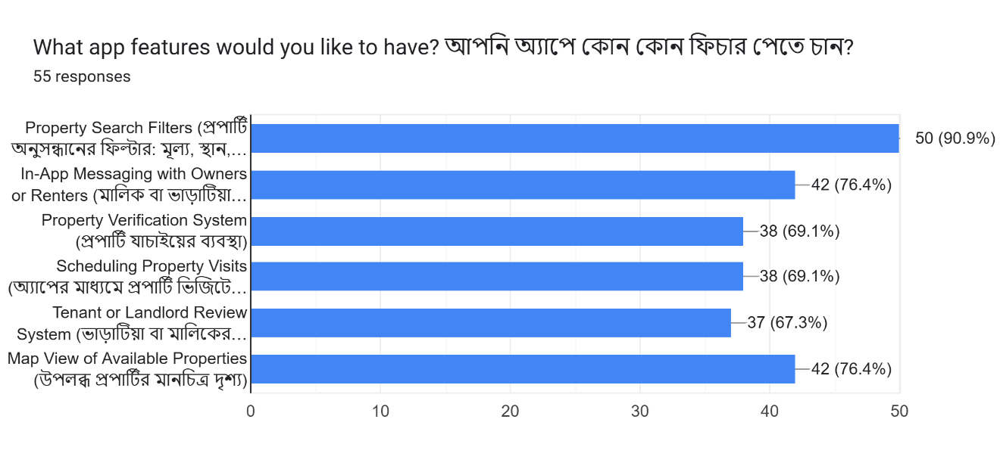 What app features would you like to have? আপনি অ্যাপে কোন কোন ফিচার পেতে চান?
55 responses
Property Search Filters (প্রপার্টি
অনুসন্ধানের ফিল্টার: মূল্য, স্থান,…
50 (90.9%)
In-App Messaging with Owners
or Renters (মালিক বা ভাড়াটিয়া…
42 (76.4%)
Property Verification System
(প্রপার্টি যাচাইয়ের ব্যবস্থা)
38 (69.1%)
Scheduling Property Visits
(অ্যাপের মাধ্যমে প্রপার্টি ভিজিটে…
38 (69.1%)
Tenant or Landlord Review
System (ভাড়াটিয়া বা মালিকের…
37 (67.3%)
Map View of Available Properties
(উপলব্ধ প্রপার্টির মানচিত্র দৃশ্য)
42 (76.4%)
0 10 20 30 40 50